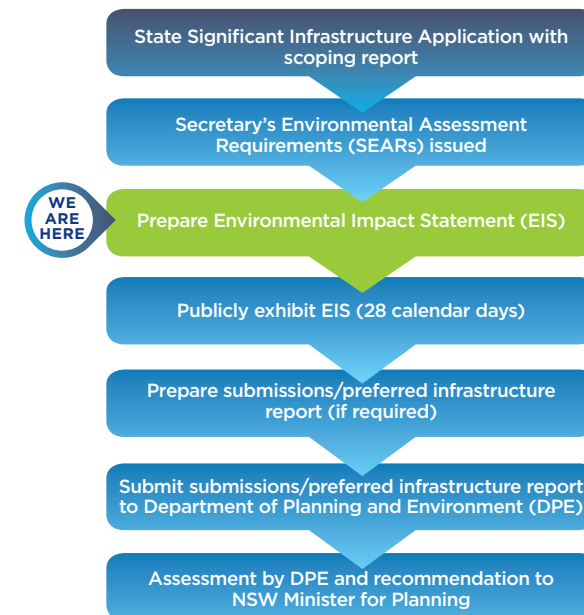 State Significant Infrastructure Application with
scoping report
Secretary's Environmental Assessment
Requirements (SEARs) issued
WE
ARE
HERE
Prepare Environmental Impact Statement (EIS)
Publicly exhibit EIS (28 calendar days)
Prepare submissions/preferred infrastructure
report (if required)
Submit submissions/preferred infrastructure report
to Department of Planning and Environment (DPE)
Assessment by DPE and recommendation to
NSW Minister for Planning